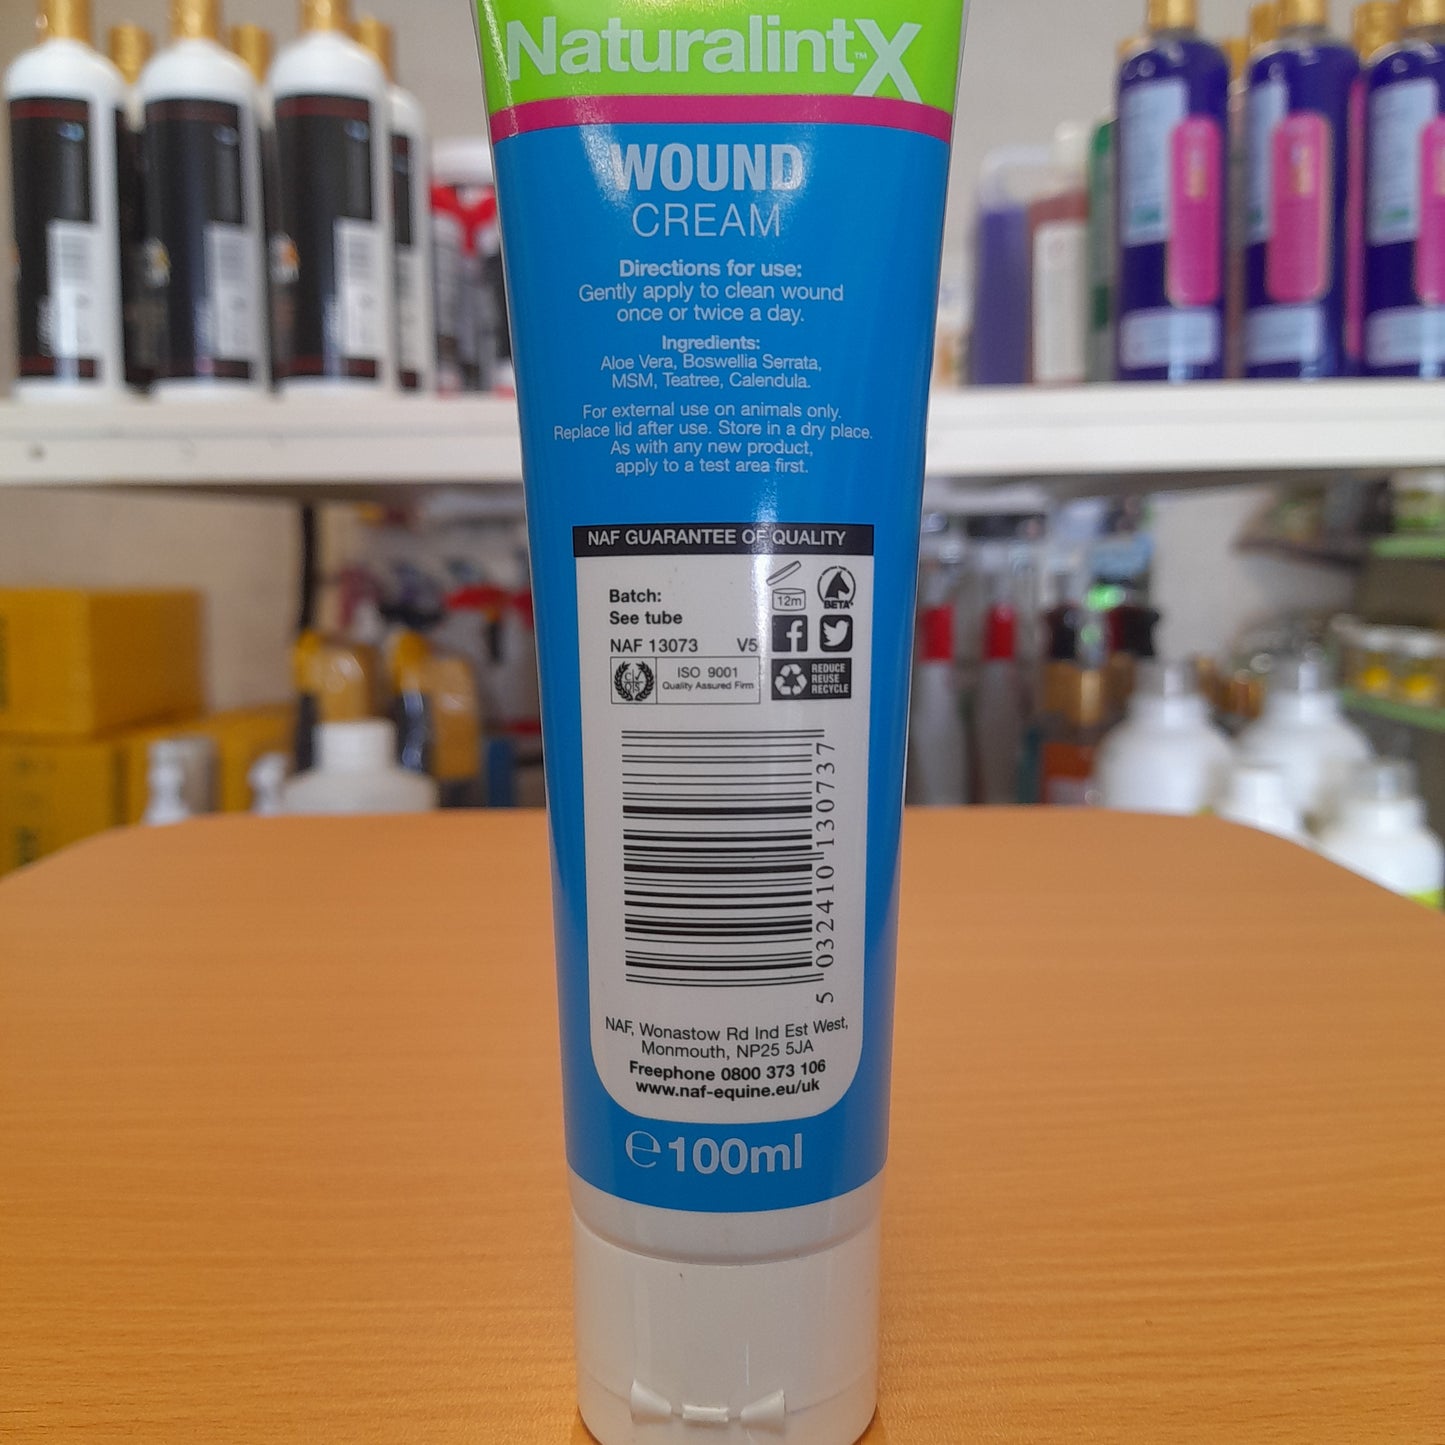 NaturalintX™
WOUND
CREAM
Directions for use:
Gently apply to clean wound
once or twice a day.
Ingredients:
Aloe Vera, Boswellia Serrata,
MSM, Teatree, Calendula.
For external use on animals only.
Replace lid after use. Store in a dry place.
As with any new product,
apply to a test area first.
NAF GUARANTEE OF QUALITY
Batch:
See tube
12m
BETA
NAF 13073 V5
ISO 9001
Quality Assured Firm
REDUCE
REUSE
RECYCLE
5 032410 130737
NAF, Wonastow Rd Ind Est West,
Monmouth, NP25 5JA
Freephone 0800 373 106
www.naf-equine.eu/uk
℮100ml